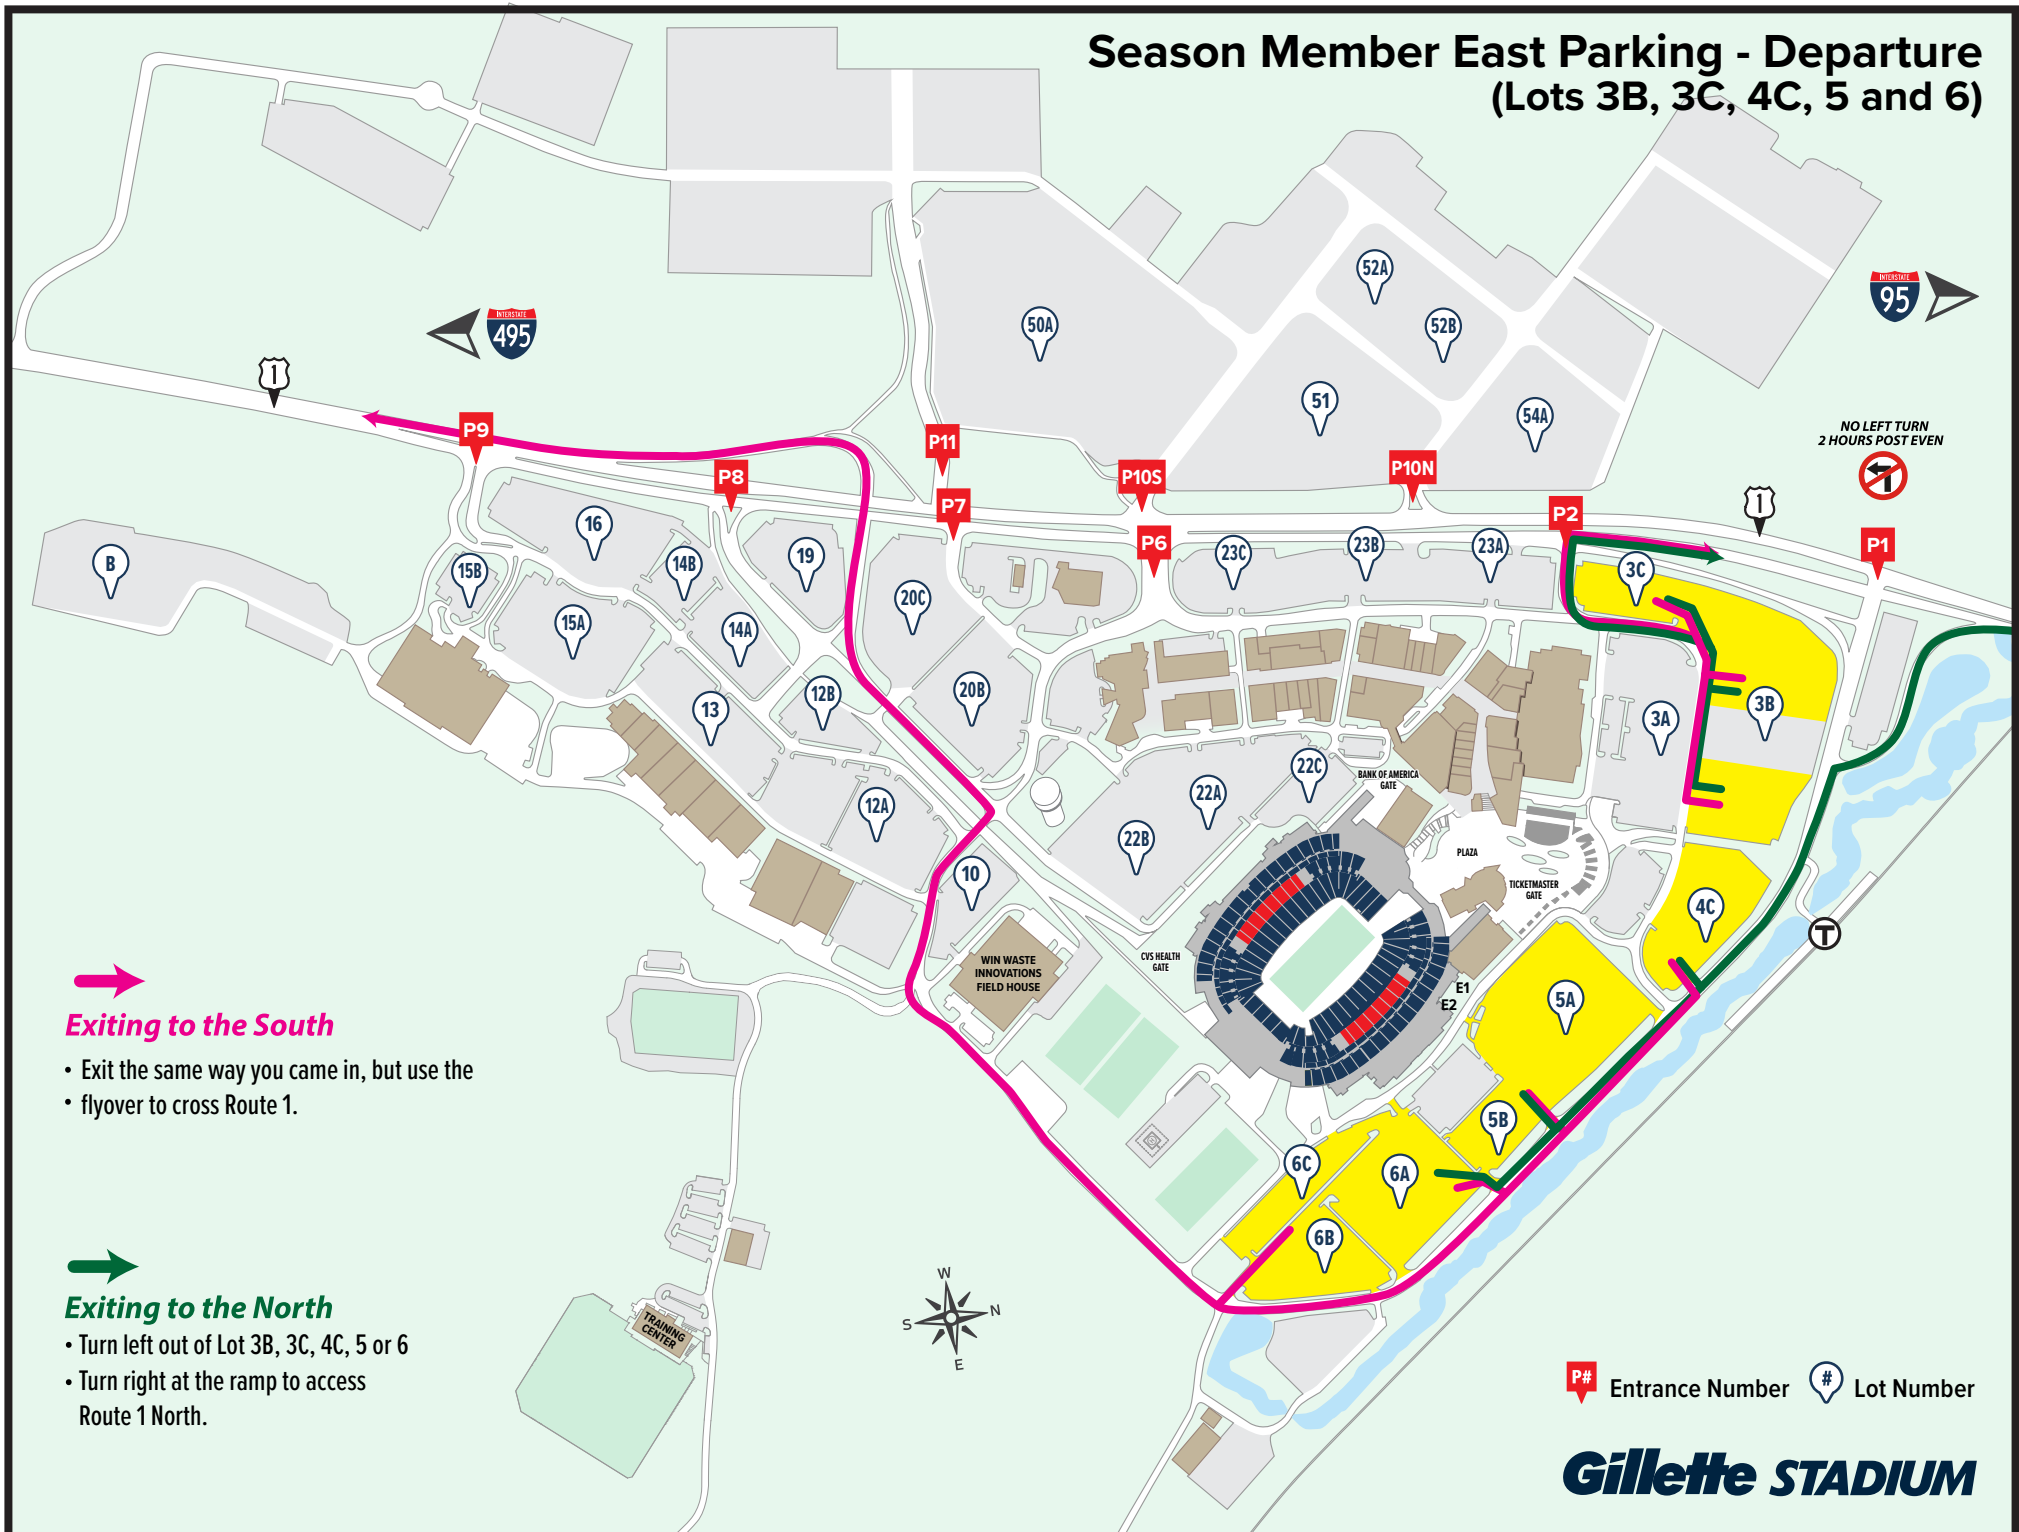 Season Member East Parking - Departure
(Lots 3B, 3C, 4C, 5 and 6)
52A
INTERSTATE
95
50A
52B
INTERSTATE
495
1
51
54A
NO LEFT TURN
2 HOURS POST EVEN
P9
P11
P8
P10S
P10N
1
P7
P2
P1
16
P6
B
15B
14B
19
23C
23B
23A
3C
20C
15A
14A
13
12B
20B
3A
3B
BANK OF AMERICA
GATE
22C
22A
12A
22B
PLAZA
10
TICKETMASTER
GATE
4C
T
CVS HEALTH
GATE
WIN WASTE
INNOVATIONS
FIELD HOUSE
E1
E2
5A
Exiting to the South
• Exit the same way you came in, but use the
• flyover to cross Route 1.
5B
6C
6A
6B
Exiting to the North
• Turn left out of Lot 3B, 3C, 4C, 5 or 6
• Turn right at the ramp to access
Route 1 North.
TRAINING
CENTER
W
N
S
E
P# Entrance Number # Lot Number
Gillette STADIUM